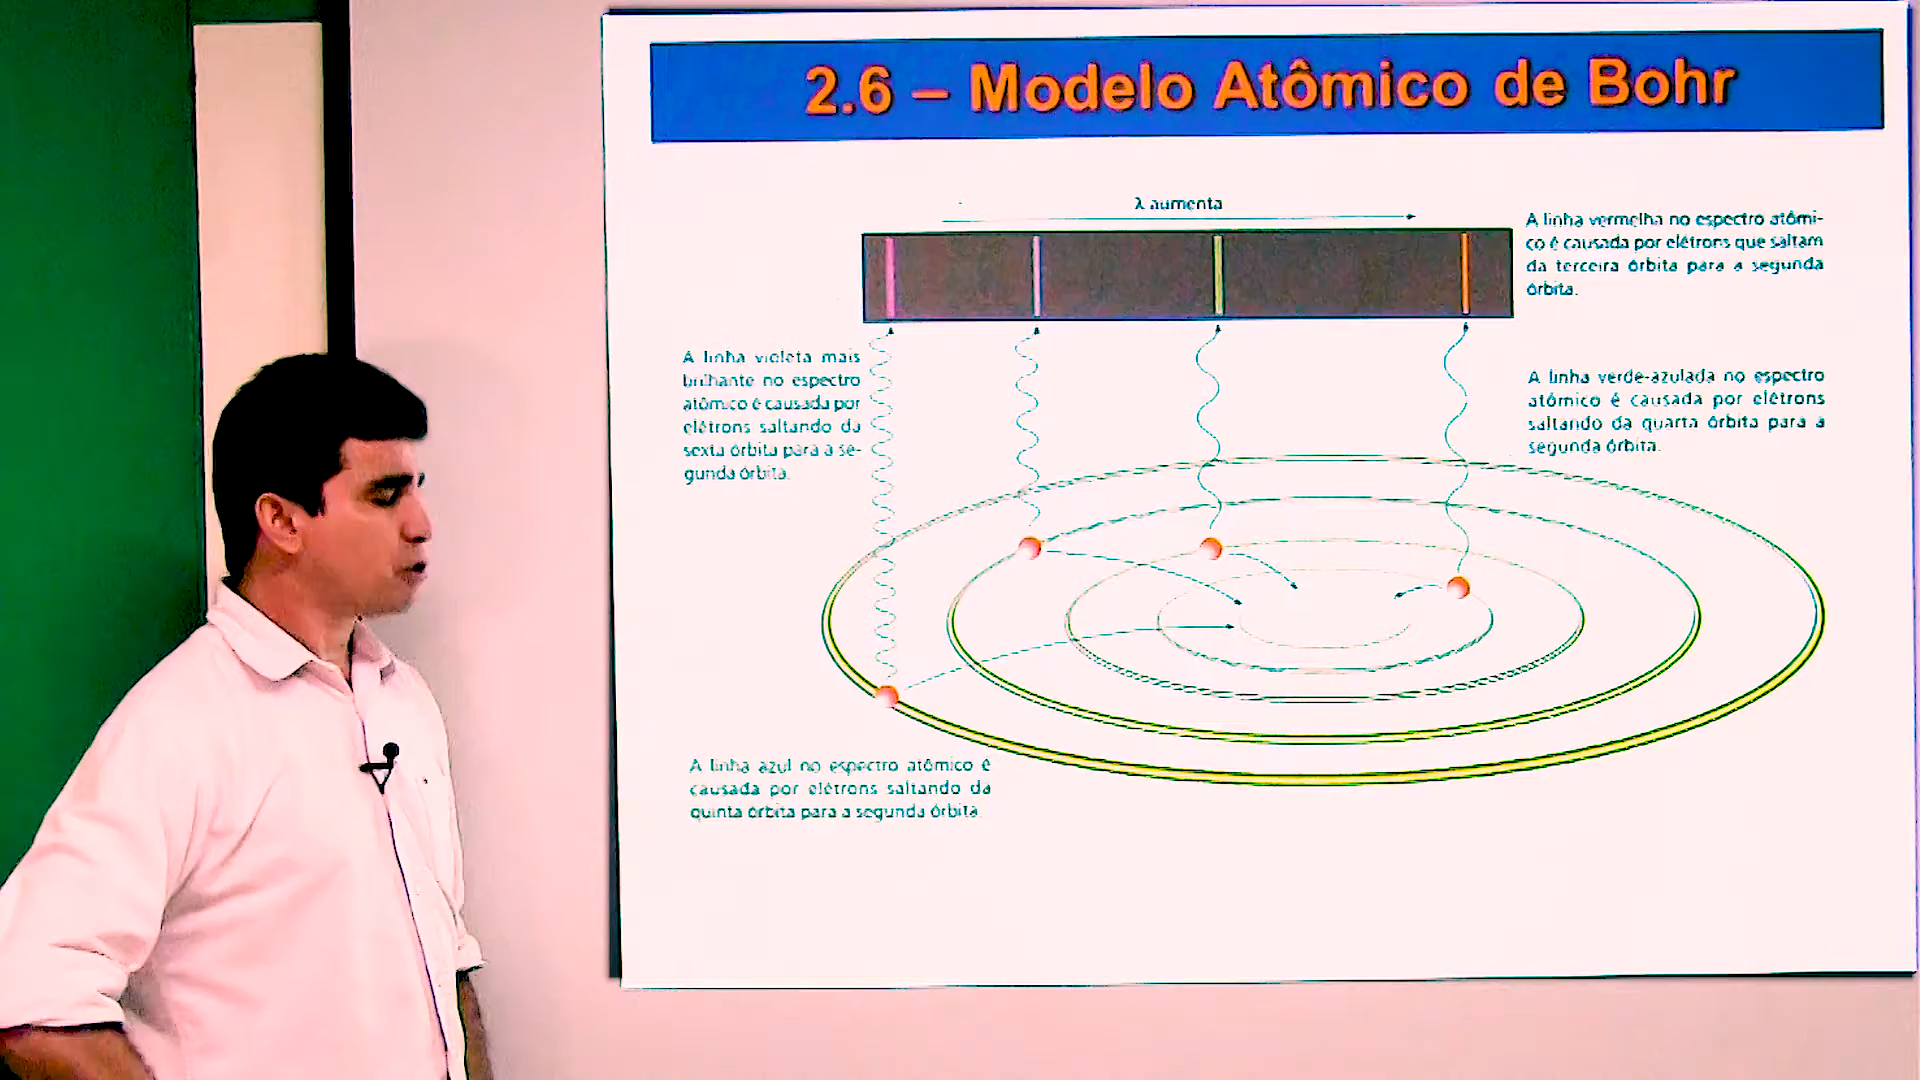 2.6 – Modelo Atômico de Bohr
λ aumenta
A linha vermelha no espectro atômi-
co é causada por elétrons que saltam
da terceira órbita para a segunda
órbita.
A linha violeta mais
brilhante no espectro
atômico é causada por
elétrons saltando da
sexta órbita para a se-
gunda órbita.
A linha verde-azulada no espectro
atômico é causada por elétrons
saltando da quarta órbita para a
segunda órbita.
A linha azul no espectro atômico é
causada por elétrons saltando da
quinta órbita para a segunda órbita.